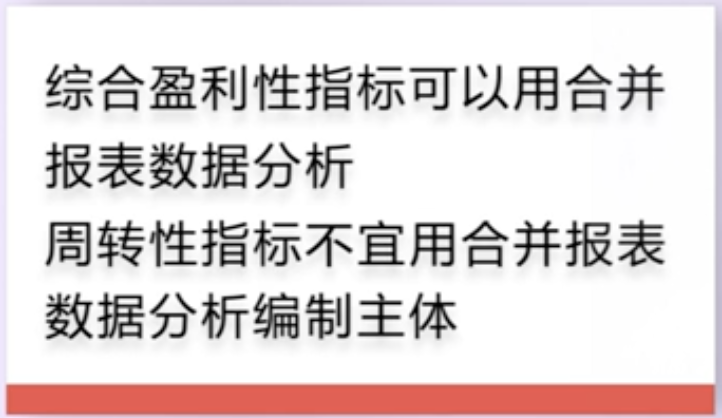 综合盈利性指标可以用合并
报表数据分析
周转性指标不宜用合并报表
数据分析编制主体